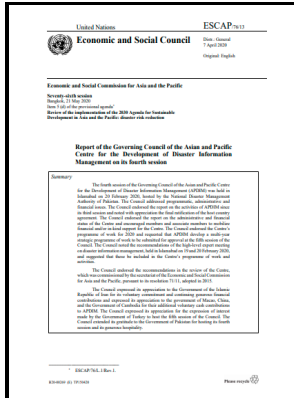 United Nations
ESCAP/76/13
Economic and Social Council
Distr.: General
7 April 2020
Original: English
Economic and Social Commission for Asia and the Pacific
Seventy-sixth session
Bangkok, 21 May 2020
Item 5 (d) of the provisional agenda*
Review of the implementation of the 2030 Agenda for Sustainable
Development in Asia and the Pacific: disaster risk reduction
Report of the Governing Council of the Asian and Pacific
Centre for the Development of Disaster Information
Management on its fourth session
Summary
The fourth session of the Governing Council of the Asian and Pacific Centre
for the Development of Disaster Information Management (APDIM) was held in
Islamabad on 20 February 2020, hosted by the National Disaster Management
Authority of Pakistan. The Council addressed programmatic, administrative and
financial issues. The Council endorsed the report on the activities of APDIM since
its third session and noted with appreciation the final ratification of the host country
agreement. The Council endorsed the report on the administrative and financial
status of the Centre and encouraged members and associate members to mobilize
financial and/or in-kind support for the Centre. The Council endorsed the Centre's
programme of work for 2020 and requested that APDIM develop a multi-year
strategic programme of work to be submitted for approval at the fifth session of the
Council. The Council noted the recommendations of the high-level expert meeting
on disaster information management, held in Islamabad on 19 and 20 February 2020,
and suggested that those be included in the Centre's programme of work and
activities.
The Council endorsed the recommendations in the review of the Centre,
which was commissioned by the secretariat of the Economic and Social Commission
for Asia and the Pacific, pursuant to its resolution 71/11, adopted in 2015.
The Council expressed its appreciation to the Government of the Islamic
Republic of Iran for its voluntary commitment and continuing generous financial
contributions and expressed its appreciation to the government of Macao, China,
and the Government of Cambodia for their additional voluntary cash contributions
to APDIM. The Council expressed its appreciation for the expression of interest
made by the Government of Turkey to host the fifth session of the Council. The
Council extended its gratitude to the Government of Pakistan for hosting its fourth
session and its generous hospitality.
* ESCAP/76/L.1/Rev.1.
Please recycle